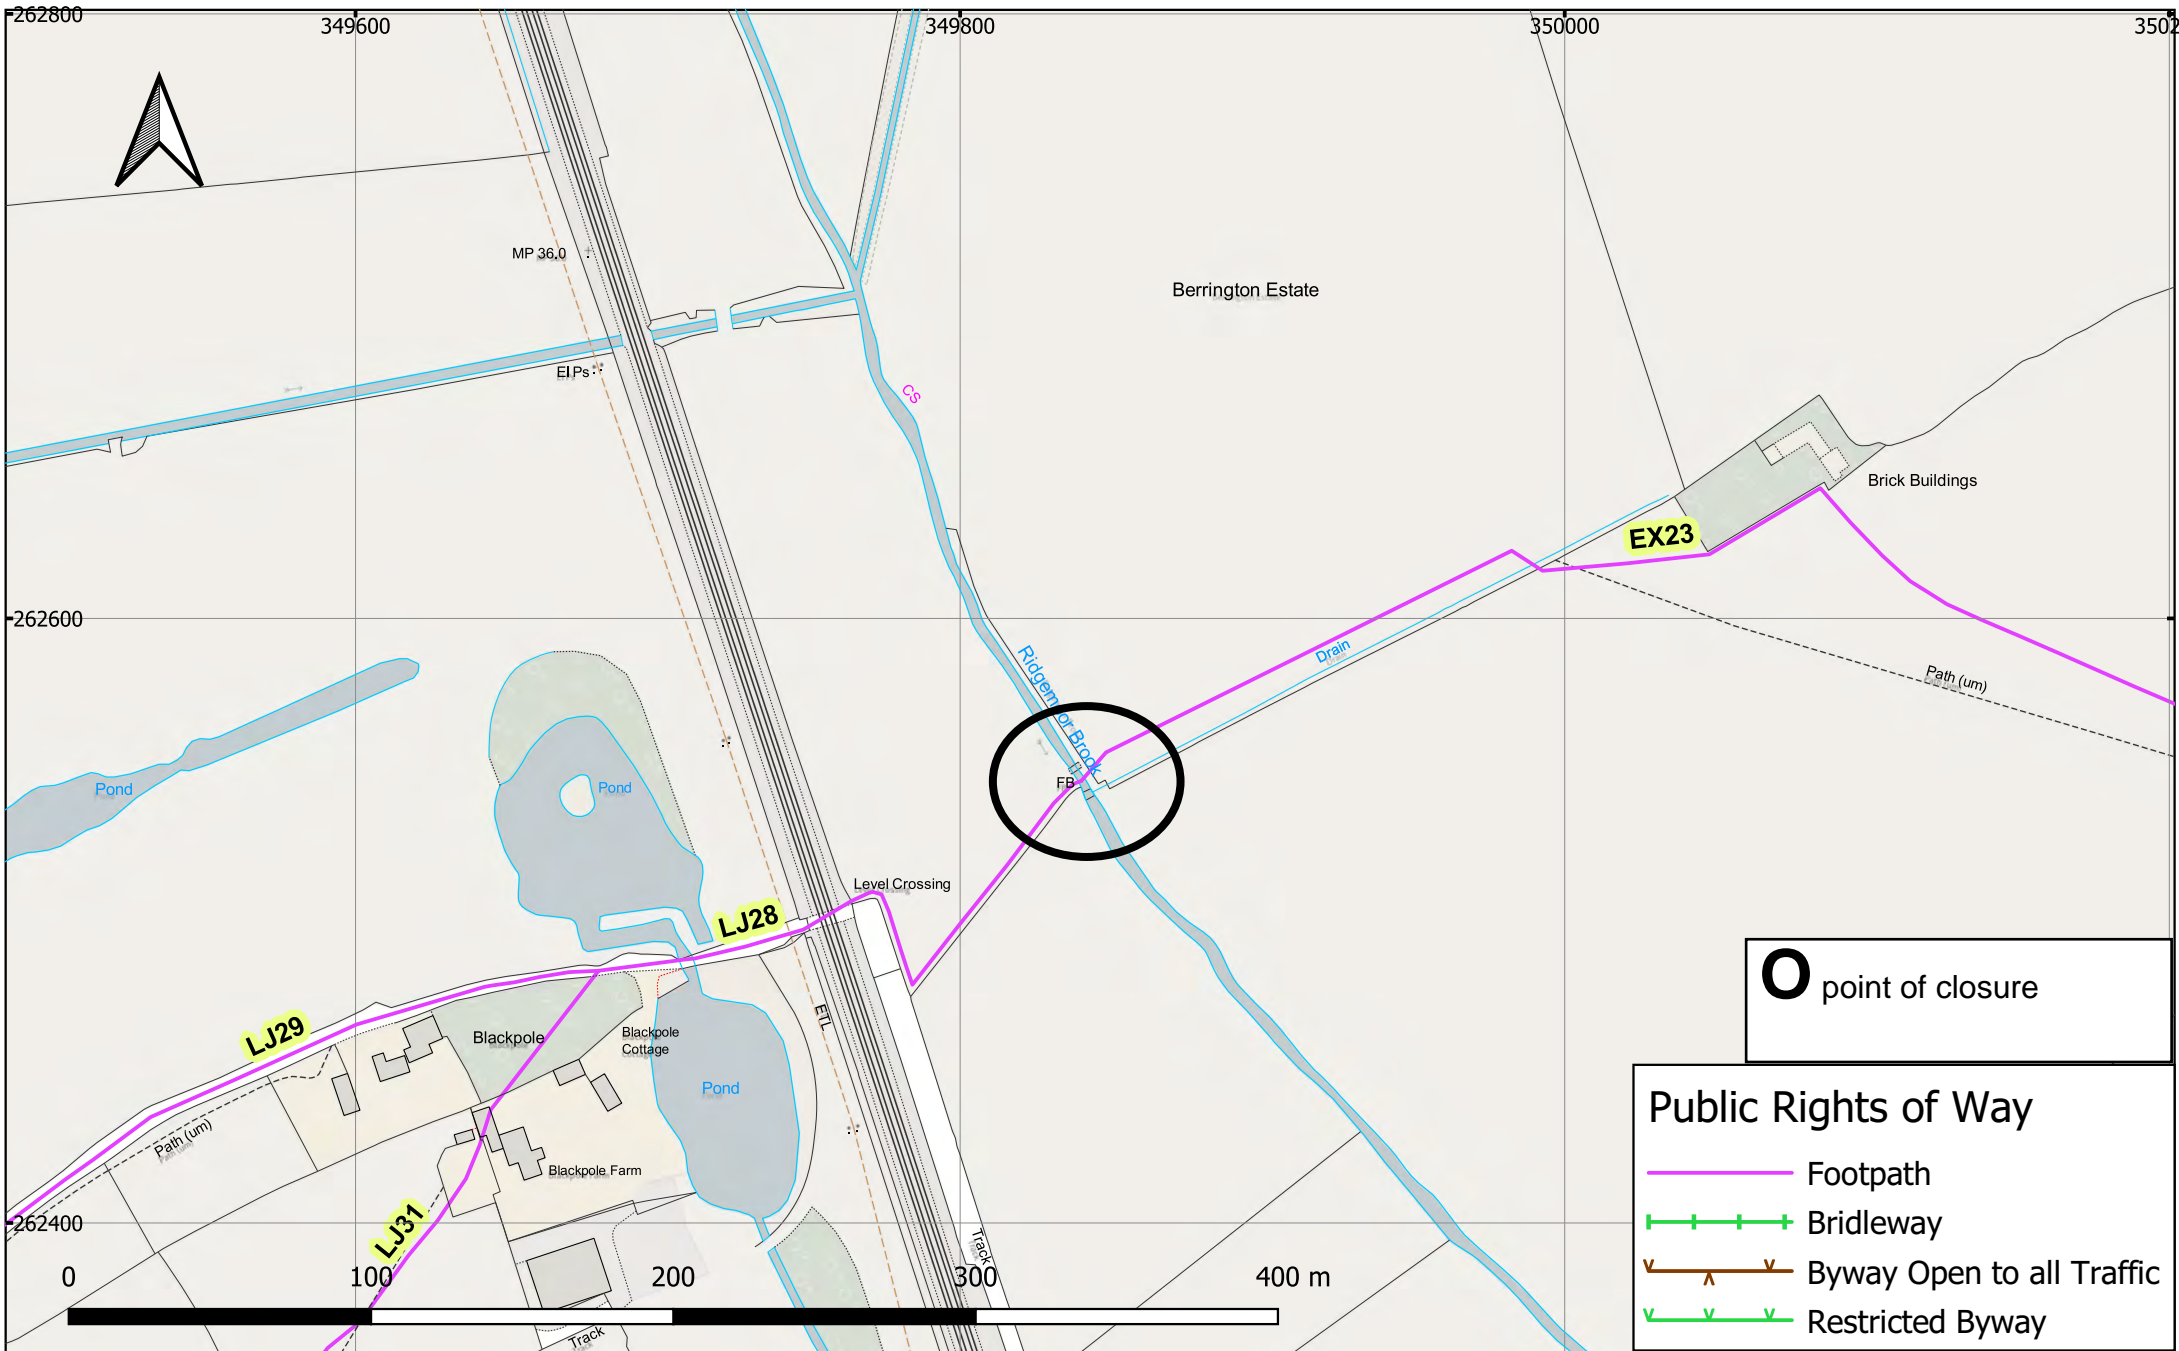 262800
349600
349800
350000
3502
MP 36.0
Berrington Estate
El Ps
CS
Brick Buildings
EX23
262600
Ridgemoor Brook
Drain
Path (um)
Pond
Pond
FB
Level Crossing
LJ28
O point of closure
ETL
LJ29
Blackpole
Blackpole
Cottage
Pond
Path (um)
Blackpole Farm
LJ31
262400
Track
Track
0 100 200 300 400 m
Public Rights of Way
Footpath
Bridleway
Byway Open to all Traffic
Restricted Byway